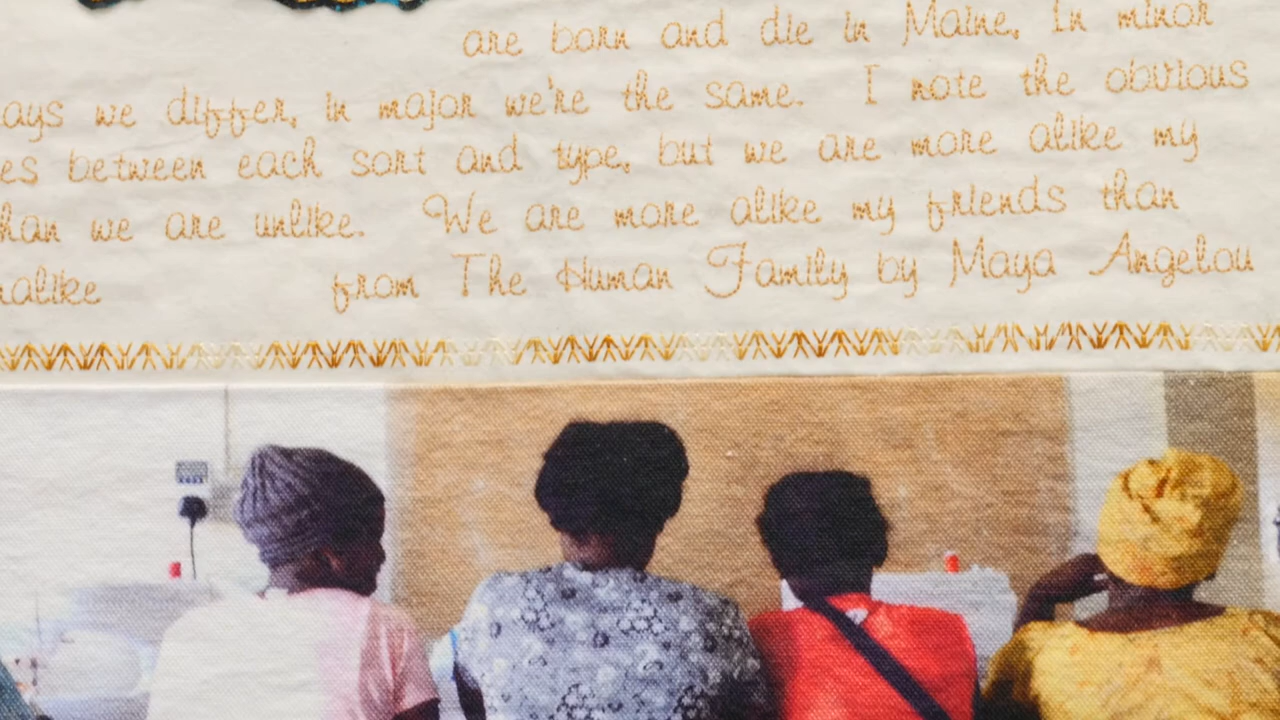 are born and die in Maine, In minor
ays we differ, in major we're the same. I note the obvious
es between each sort and type, but we are more alike my
han we are unlike. We are more alike my friends than
nalike from The Human Family by Maya Angelou